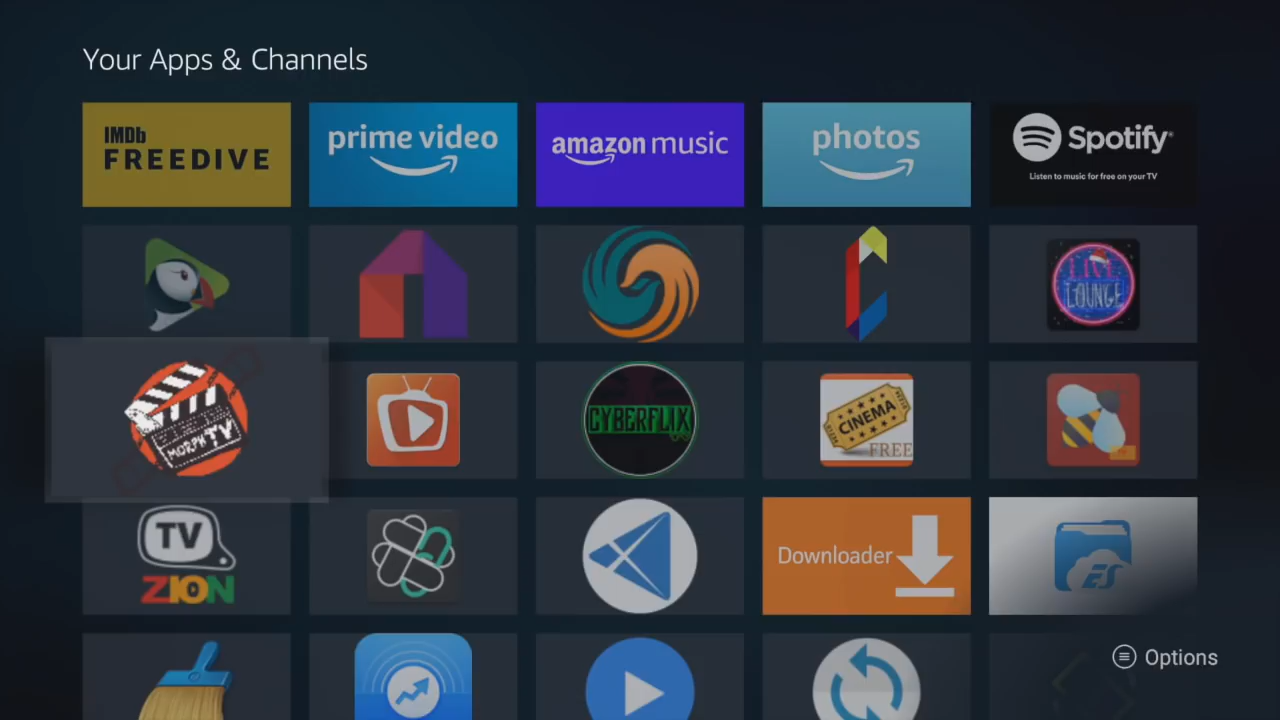 Your Apps & Channels
IMDb
FREEDIVE
prime video
amazon music
photos
Spotify
Listen to music for free on your TV
LIVE
LOUNGE
MORPH TV
CYBERFLIX
CINEMA
FREE
TV
ZION
Downloader
ES
Options